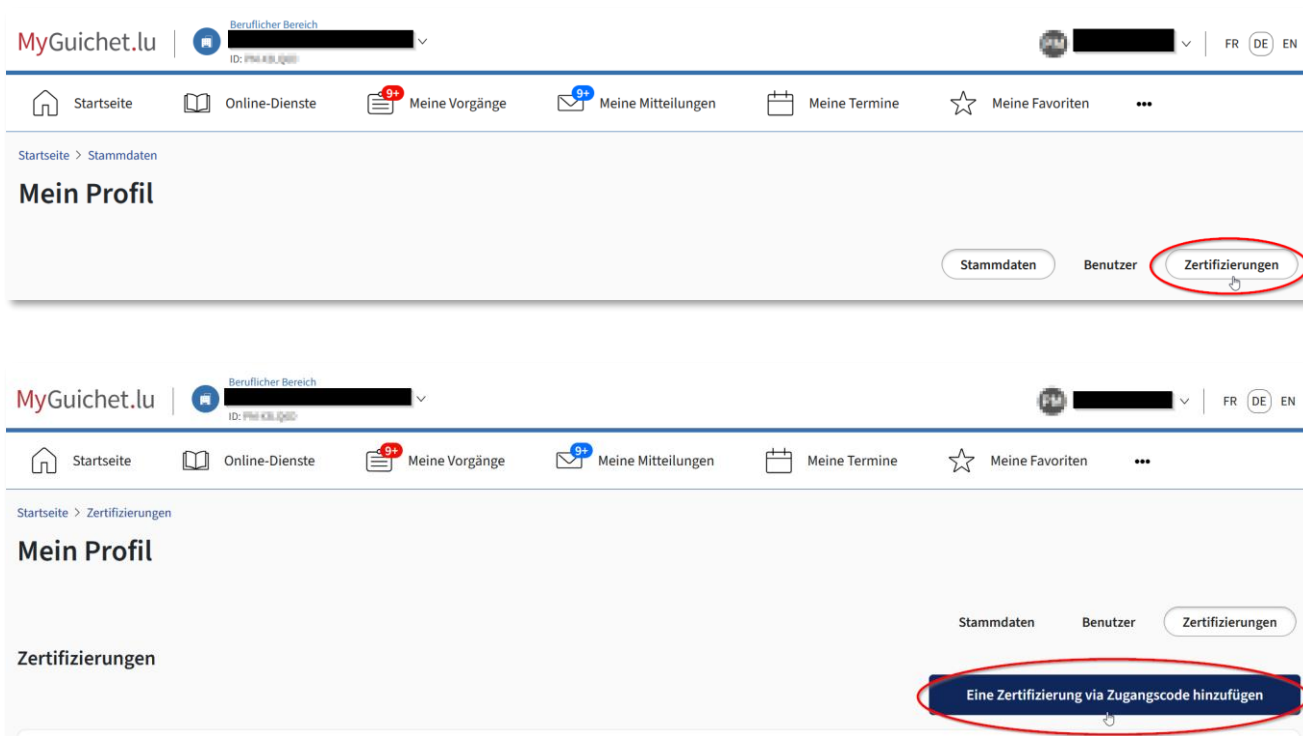 Beruflicher Bereich
MyGuichet.lu
FR DE EN
ID:
Startseite Online-Dienste 9+ Meine Vorgänge 9+ Meine Mitteilungen Meine Termine Meine Favoriten •••
Startseite > Stammdaten
Mein Profil
Stammdaten Benutzer Zertifizierungen
Beruflicher Bereich
MyGuichet.lu
FR DE EN
ID:
Startseite Online-Dienste 9+ Meine Vorgänge 9+ Meine Mitteilungen Meine Termine Meine Favoriten •••
Startseite > Zertifizierungen
Mein Profil
Stammdaten Benutzer Zertifizierungen
Zertifizierungen
Eine Zertifizierung via Zugangscode hinzufügen